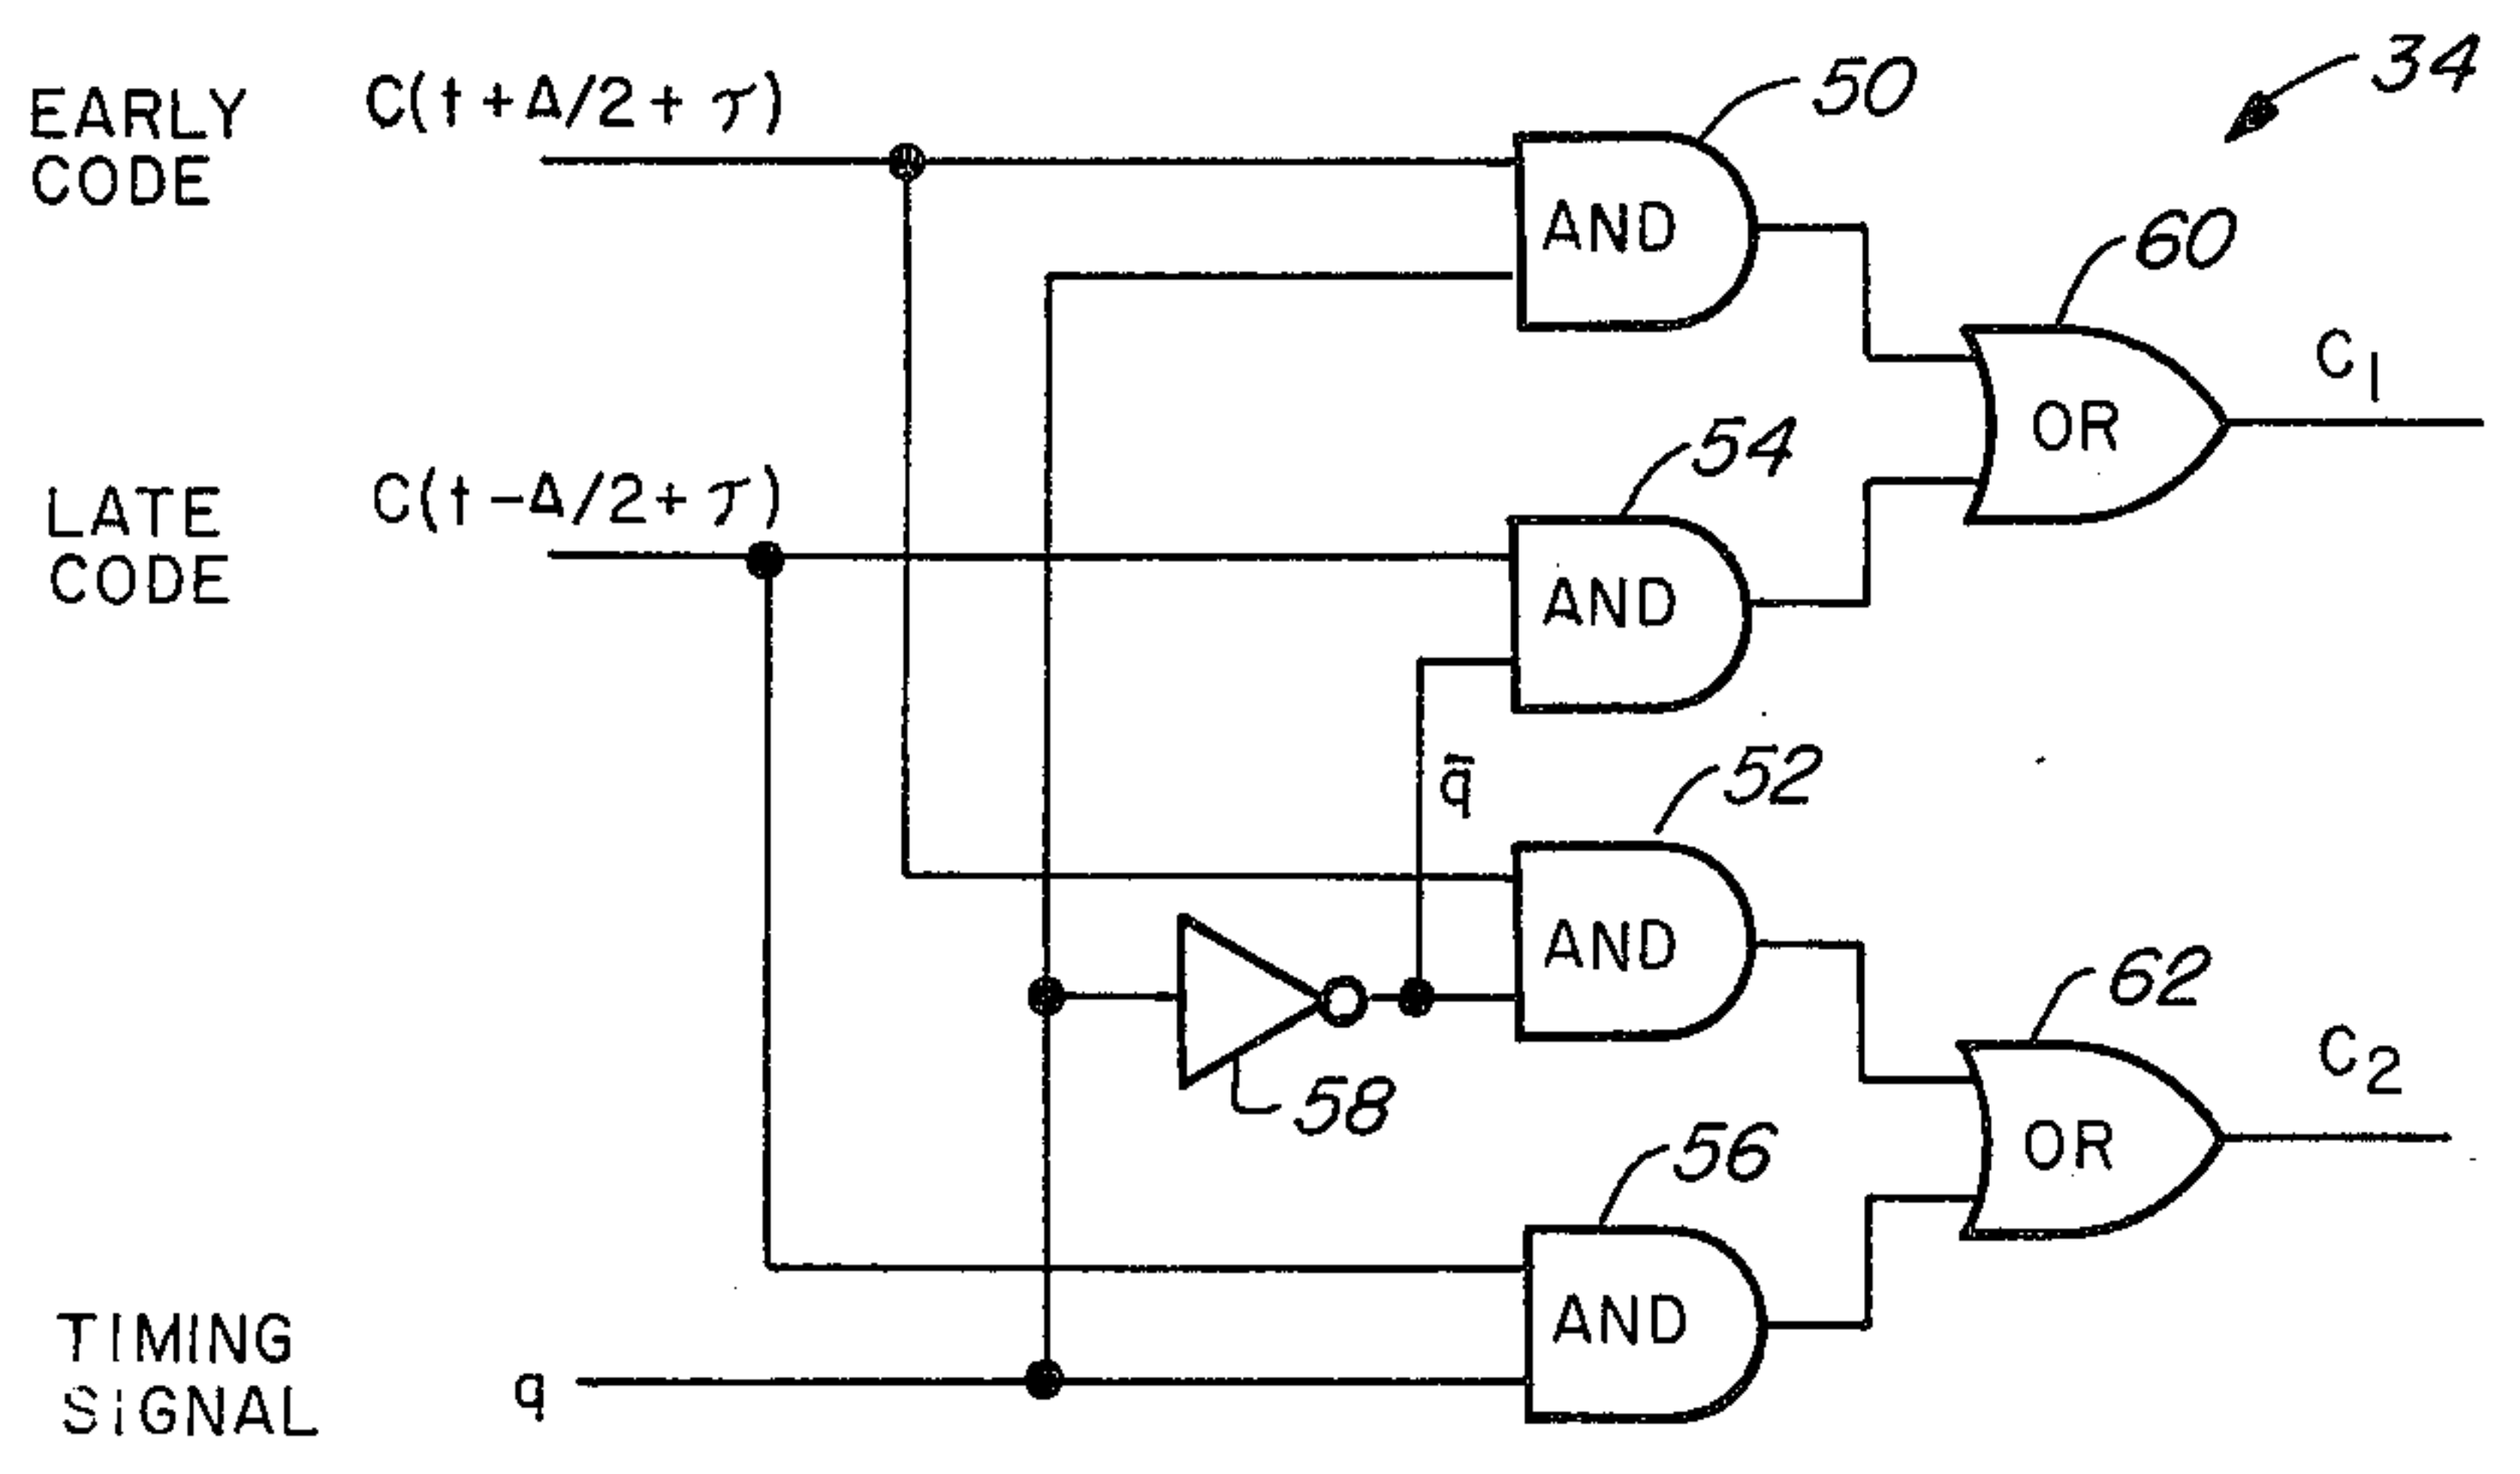 EARLY
CODE
C(t+Δ/2+τ)
50
34
AND
60
C1
OR
LATE
CODE
C(t-Δ/2+τ)
54
AND
q̄
52
AND
58
62
C2
OR
56
AND
TIMING
SIGNAL
q